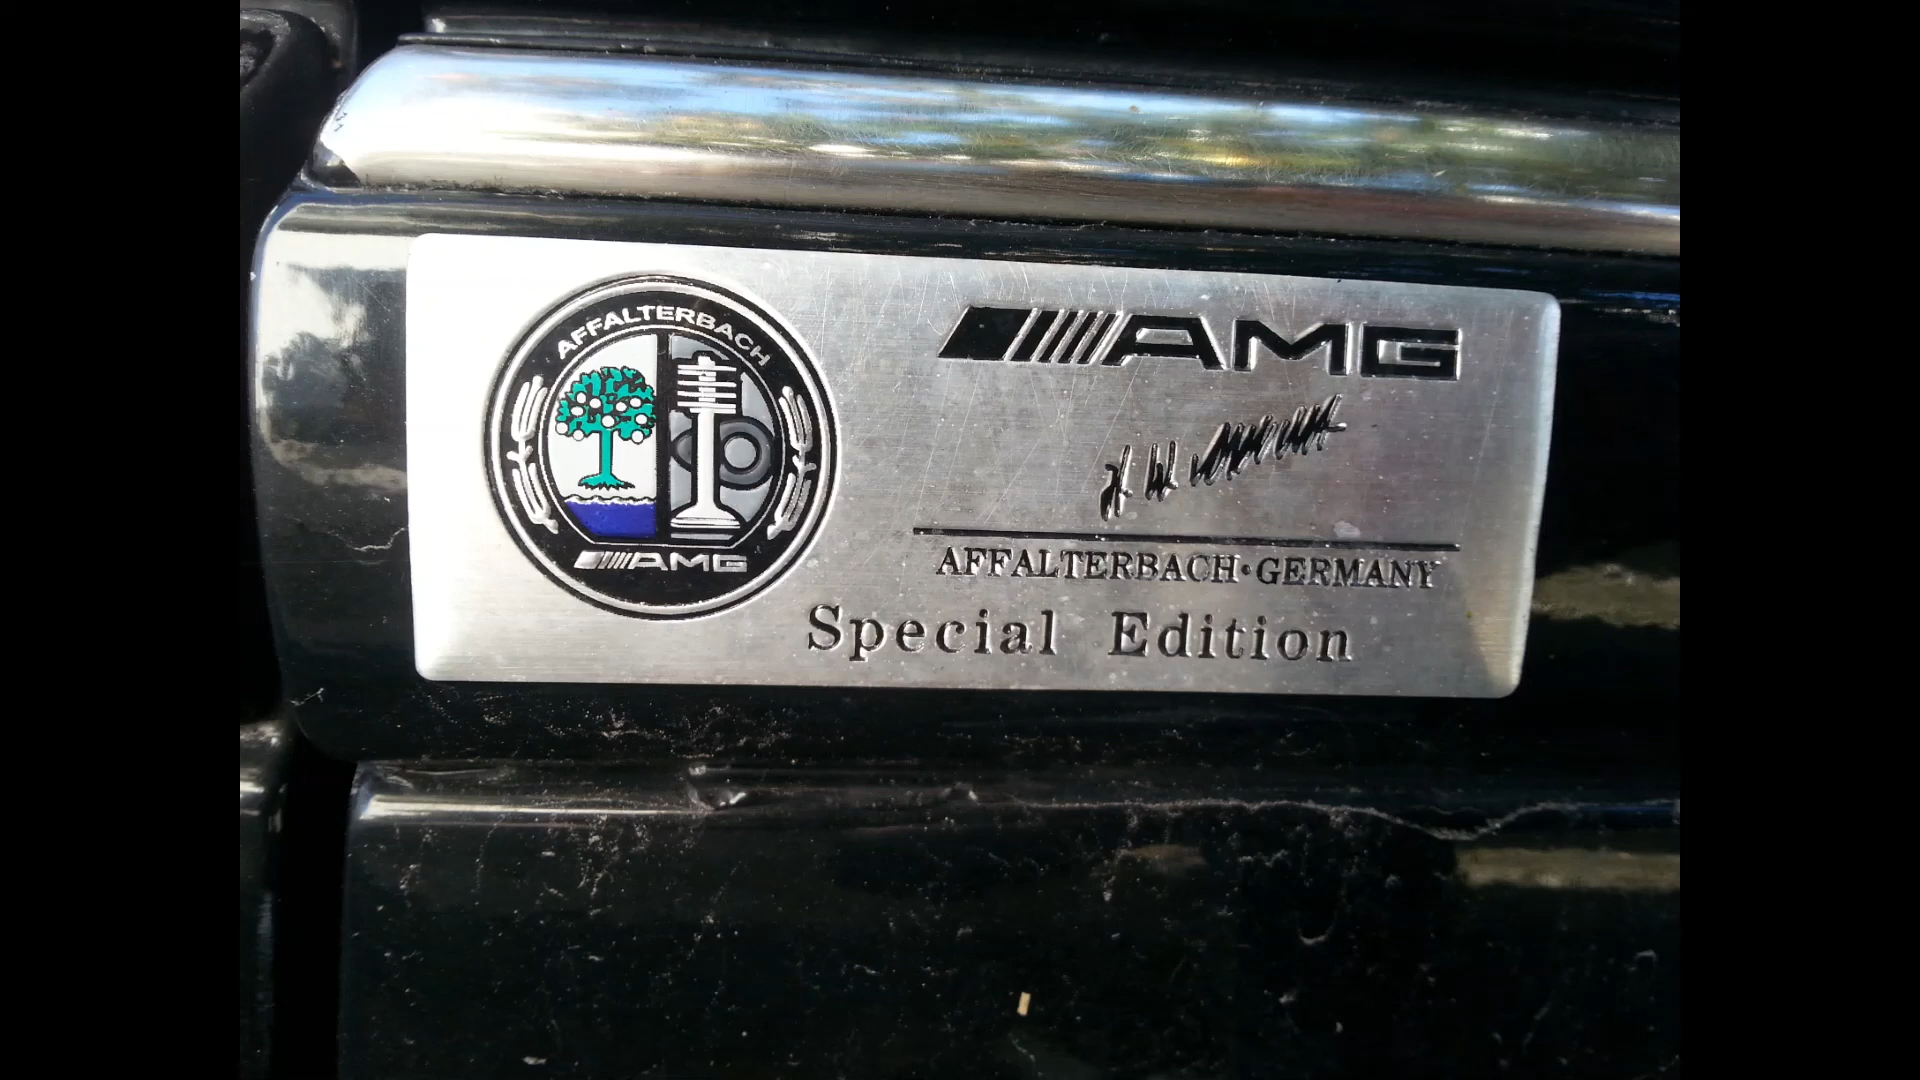 AFFALTERBACH
AMG
AMG
AFFALTERBACH·GERMANY
Special Edition